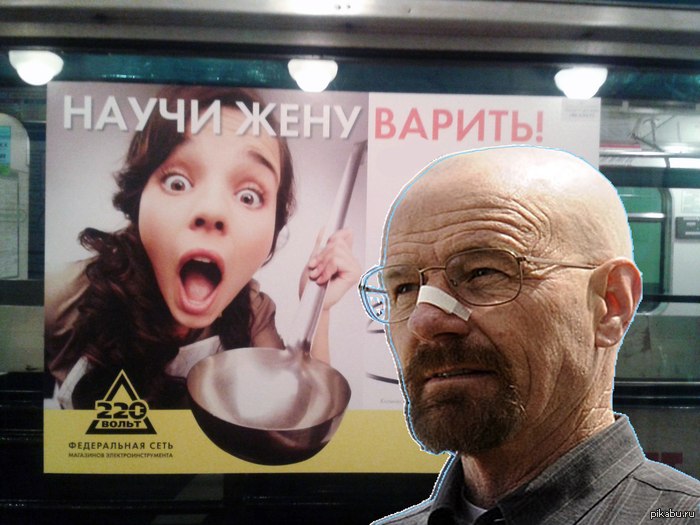 НАУЧИ ЖЕНУ ВАРИТЬ!
220
ВОЛЬТ
ФЕДЕРАЛЬНАЯ СЕТЬ
МАГАЗИНОВ ЭЛЕКТРОИНСТРУМЕНТА
pikabu.ru